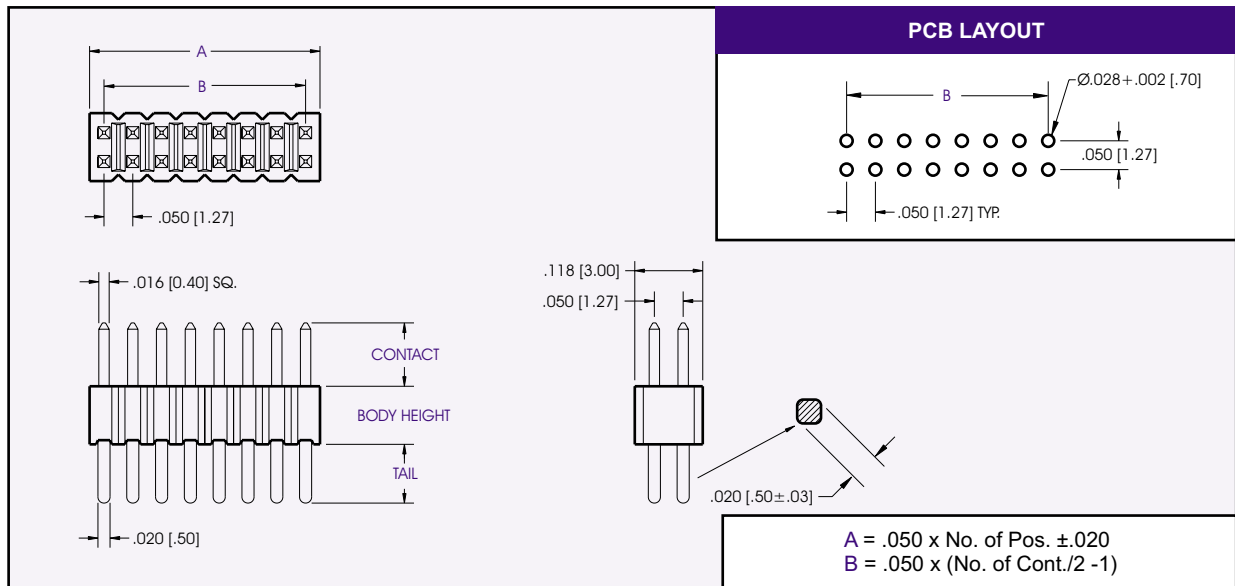 A
B
.050 [1.27]
PCB LAYOUT
B
Ø.028+.002 [.70]
.050 [1.27]
.050 [1.27] TYP.
.016 [0.40] SQ.
CONTACT
BODY HEIGHT
TAIL
.020 [.50]
.118 [3.00]
.050 [1.27]
.020 [.50±.03]
A = .050 x No. of Pos. ±.020
B = .050 x (No. of Cont./2 -1)